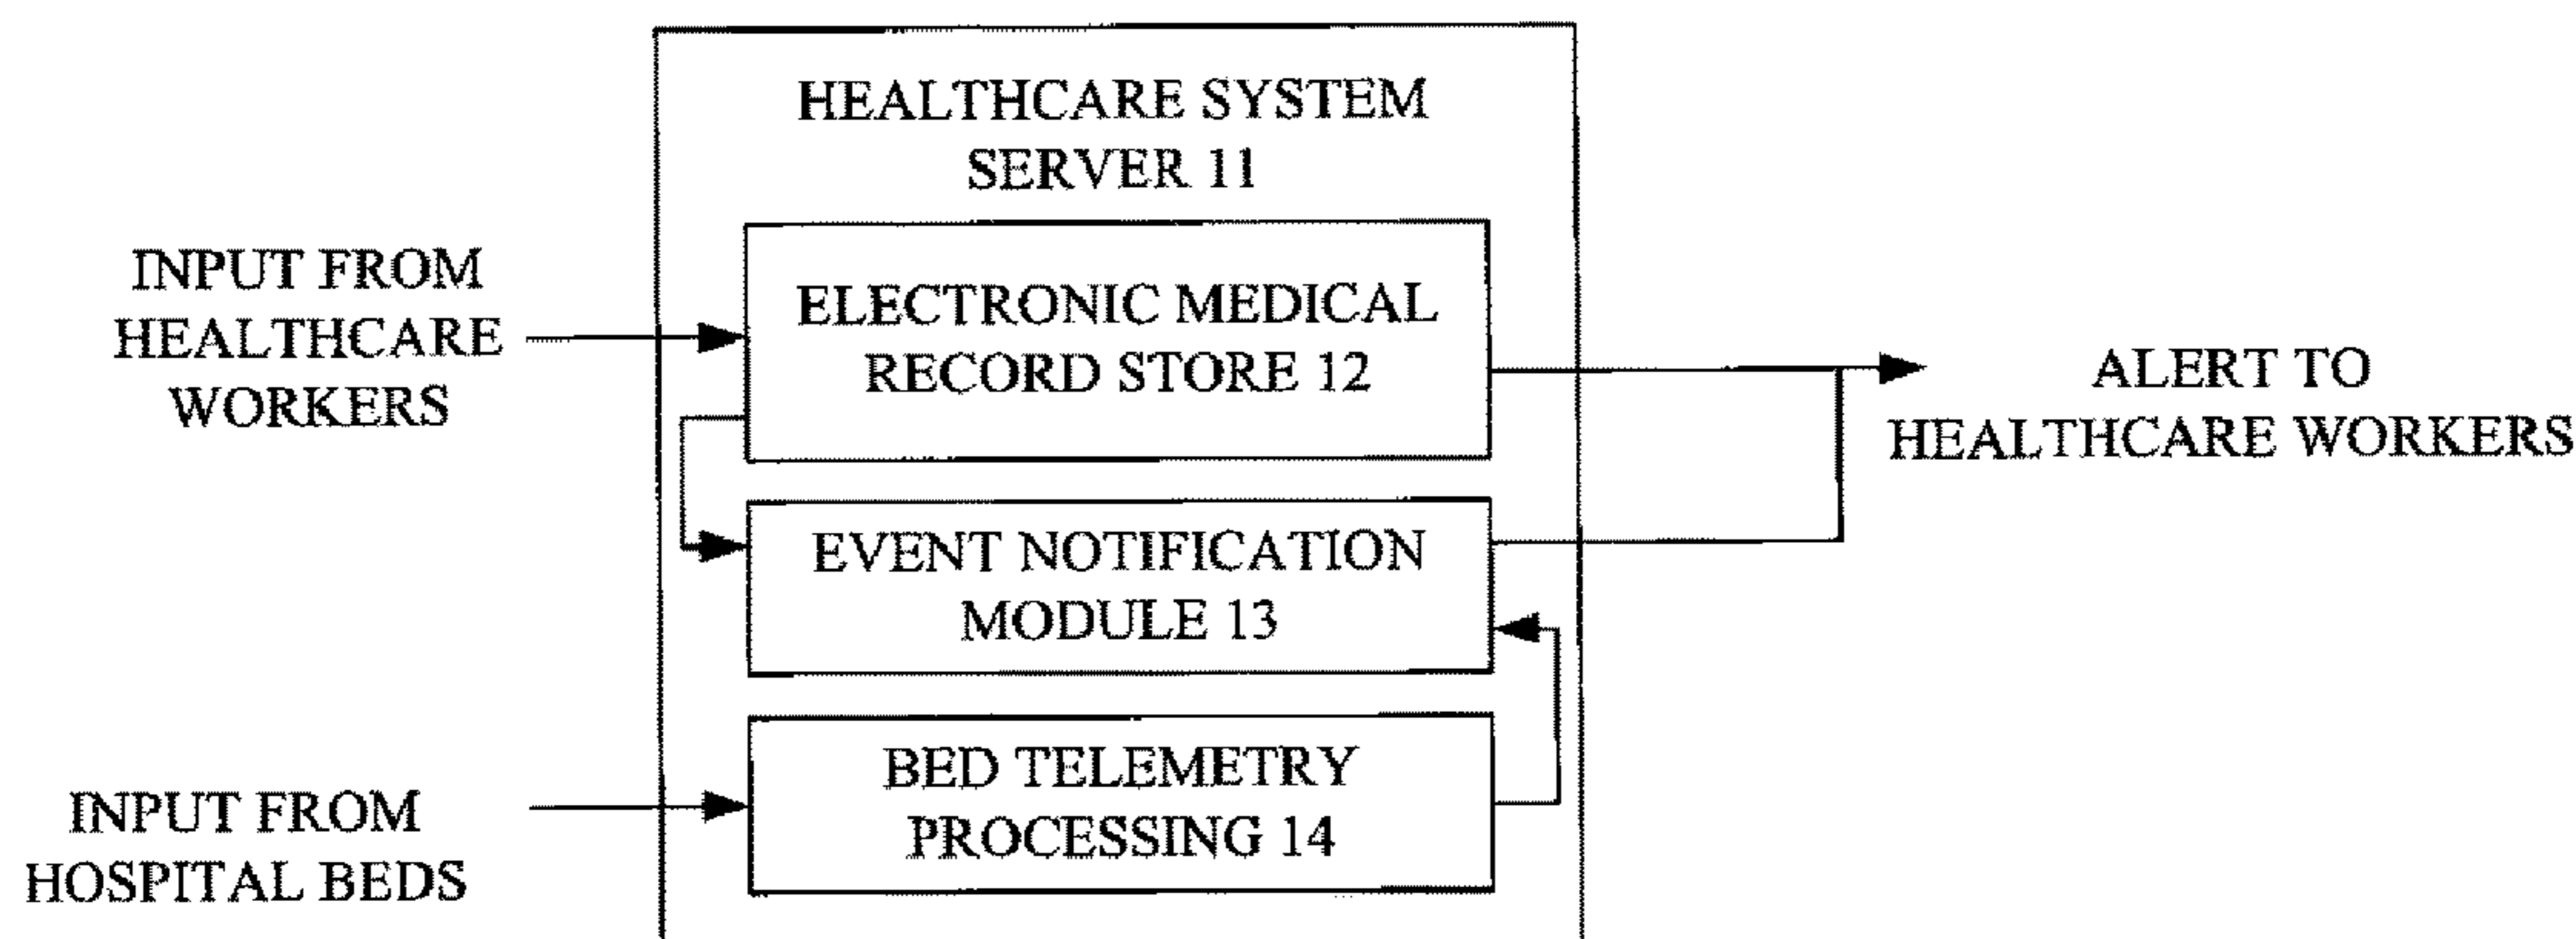 HEALTHCARE SYSTEM
SERVER 11
INPUT FROM
HEALTHCARE
WORKERS
ELECTRONIC MEDICAL
RECORD STORE 12
ALERT TO
HEALTHCARE WORKERS
EVENT NOTIFICATION
MODULE 13
INPUT FROM
HOSPITAL BEDS
BED TELEMETRY
PROCESSING 14